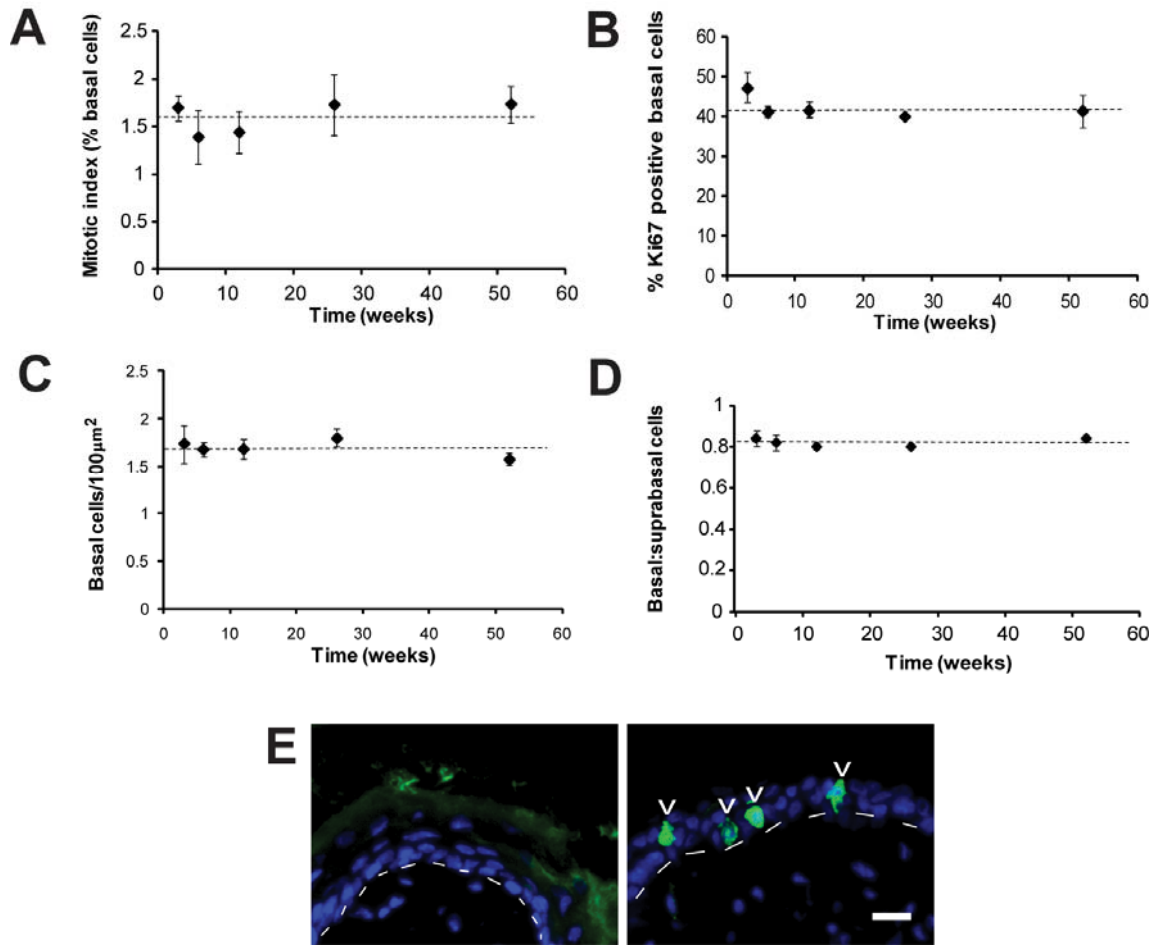 A
Mitotic index (% basal cells)
2.5
2
1.5
1
0.5
0
0 10 20 30 40 50 60
Time (weeks)
B
% Ki67 positive basal cells
60
50
40
30
20
10
0
0 10 20 30 40 50 60
Time (weeks)
C
Basal cells/100μm²
2.5
2
1.5
1
0.5
0
0 10 20 30 40 50 60
Time (weeks)
D
Basal:suprabasal cells
1
0.8
0.6
0.4
0.2
0
0 10 20 30 40 50 60
Time (weeks)
E